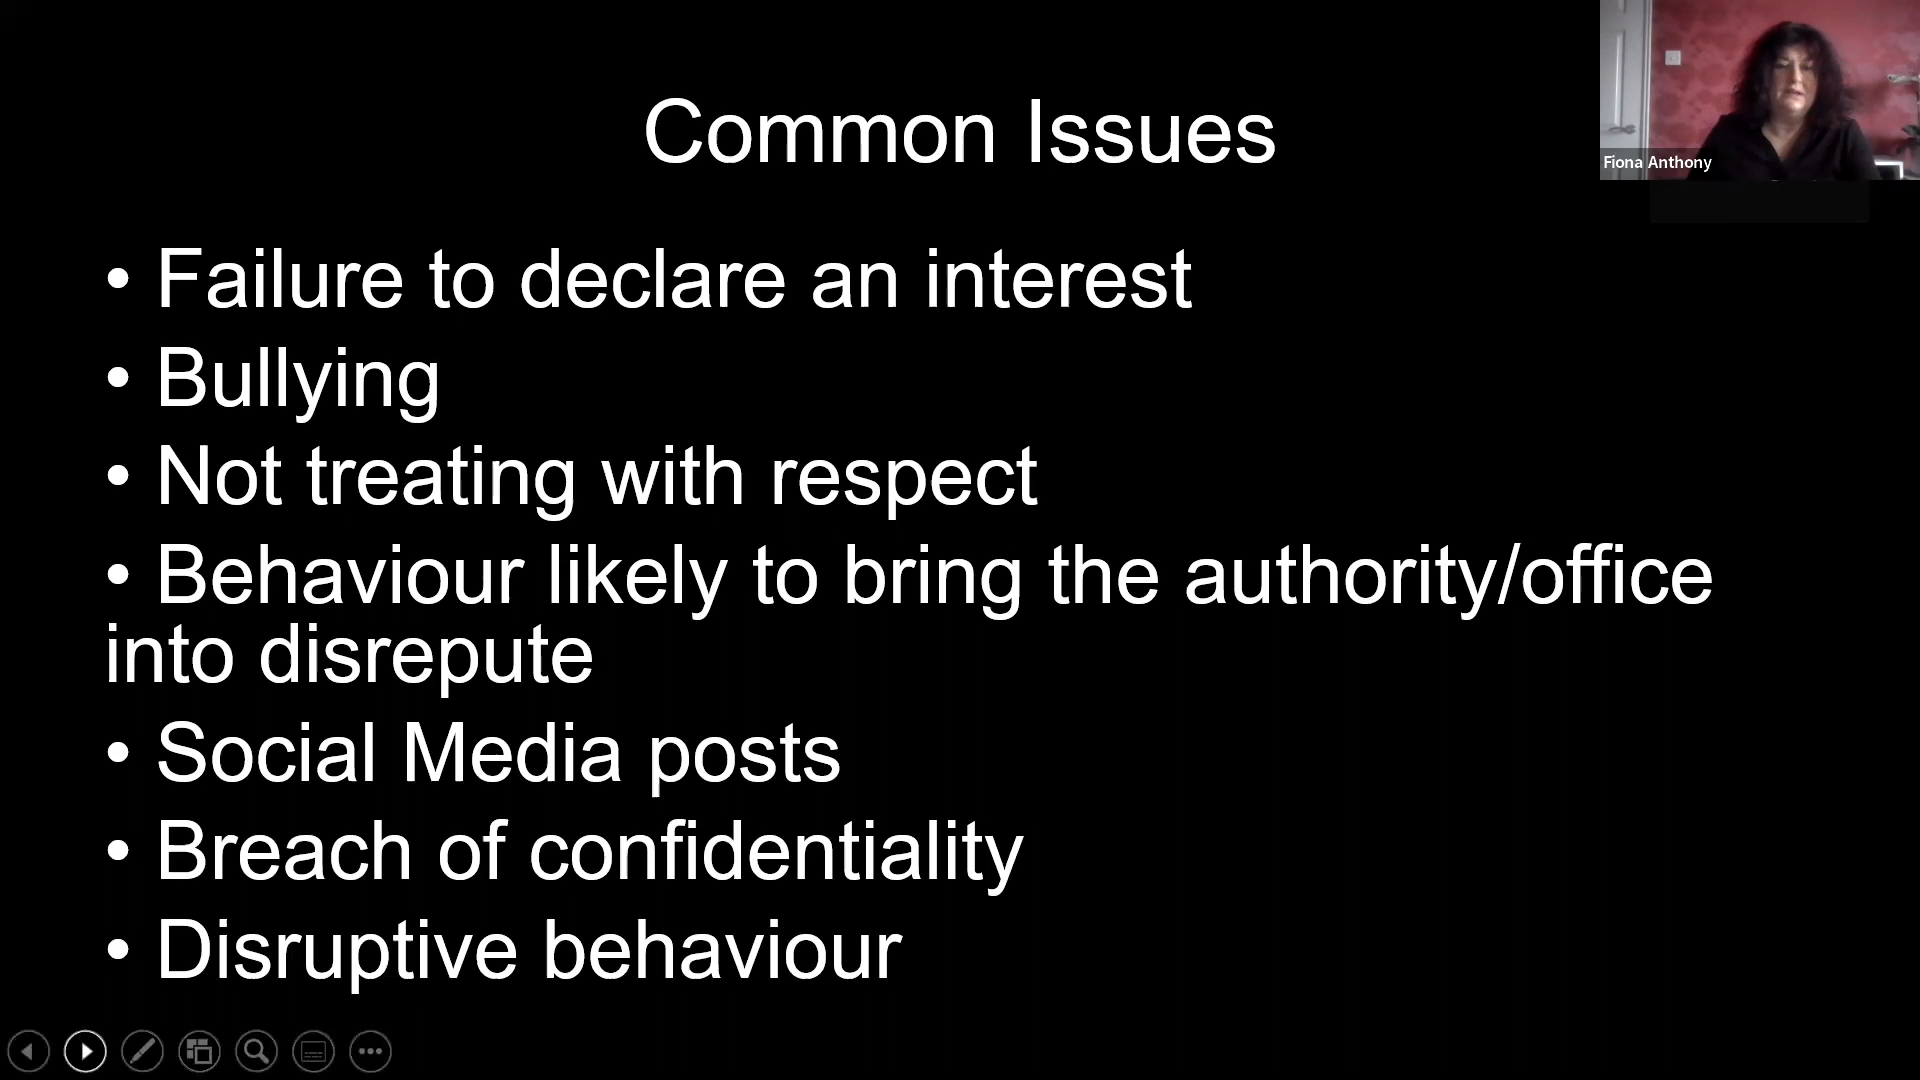 Common Issues
Fiona Anthony
• Failure to declare an interest
• Bullying
• Not treating with respect
• Behaviour likely to bring the authority/office
into disrepute
• Social Media posts
• Breach of confidentiality
• Disruptive behaviour